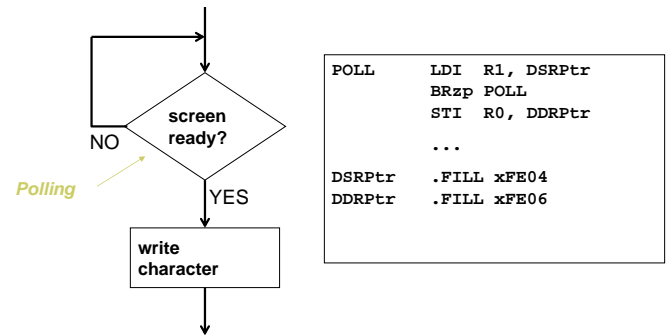 screen
ready?
NO
Polling
YES
write
character
POLL LDI R1, DSRPtr
BRzp POLL
STI R0, DDRPtr
...
DSRPtr .FILL xFE04
DDRPtr .FILL xFE06